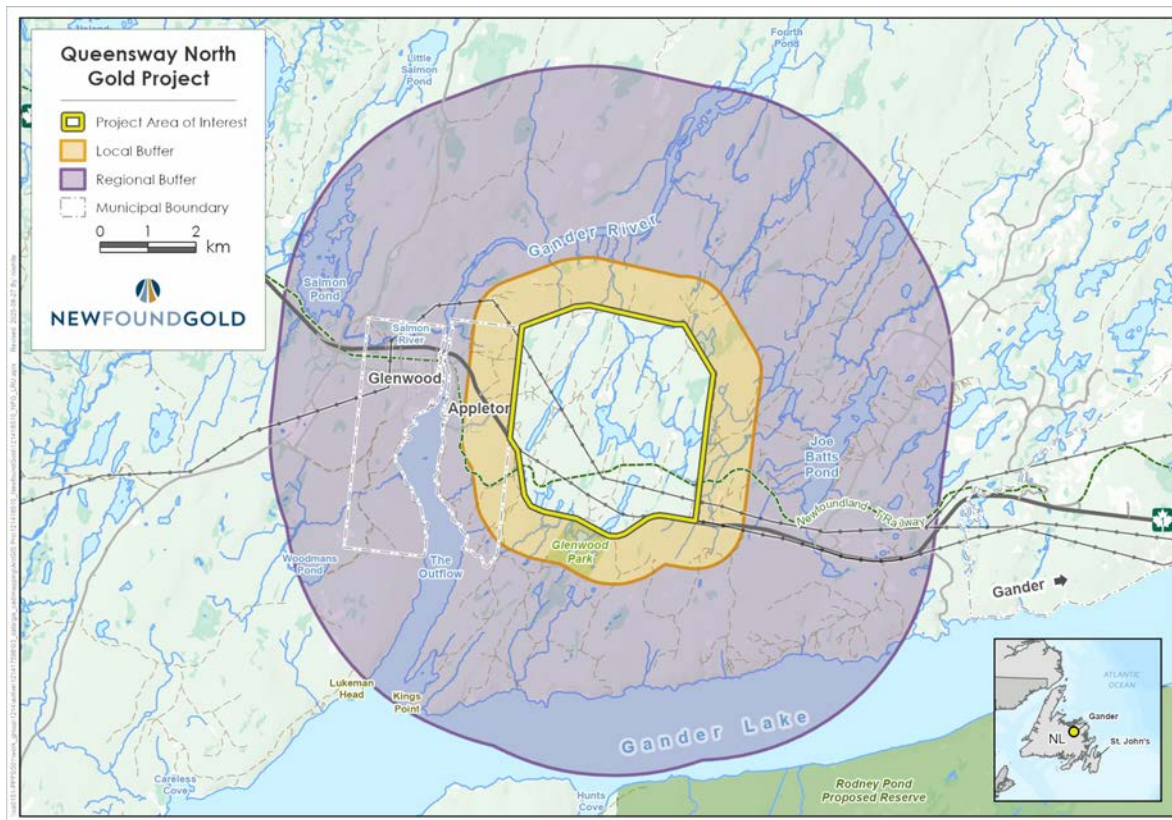 Queensway North
Gold Project
Project Area of Interest
Local Buffer
Regional Buffer
Municipal Boundary
0 1 2
km
NEWFOUNDGOLD
Little
Salmon
Pond
Fourth
Pond
Gander River
Salmon
Pond
Salmon
River
Glenwood
Appleton
Joe
Batts
Pond
Newfoundland T'Railway
Glenwood
Park
Woodmans
Pond
The
Outflow
Gander
Lukeman
Head
Kings
Point
Gander Lake
Careless
Cove
Hunts
Cove
Rodney Pond
Proposed Reserve
ATLANTIC
OCEAN
Gander
NL
St. John's